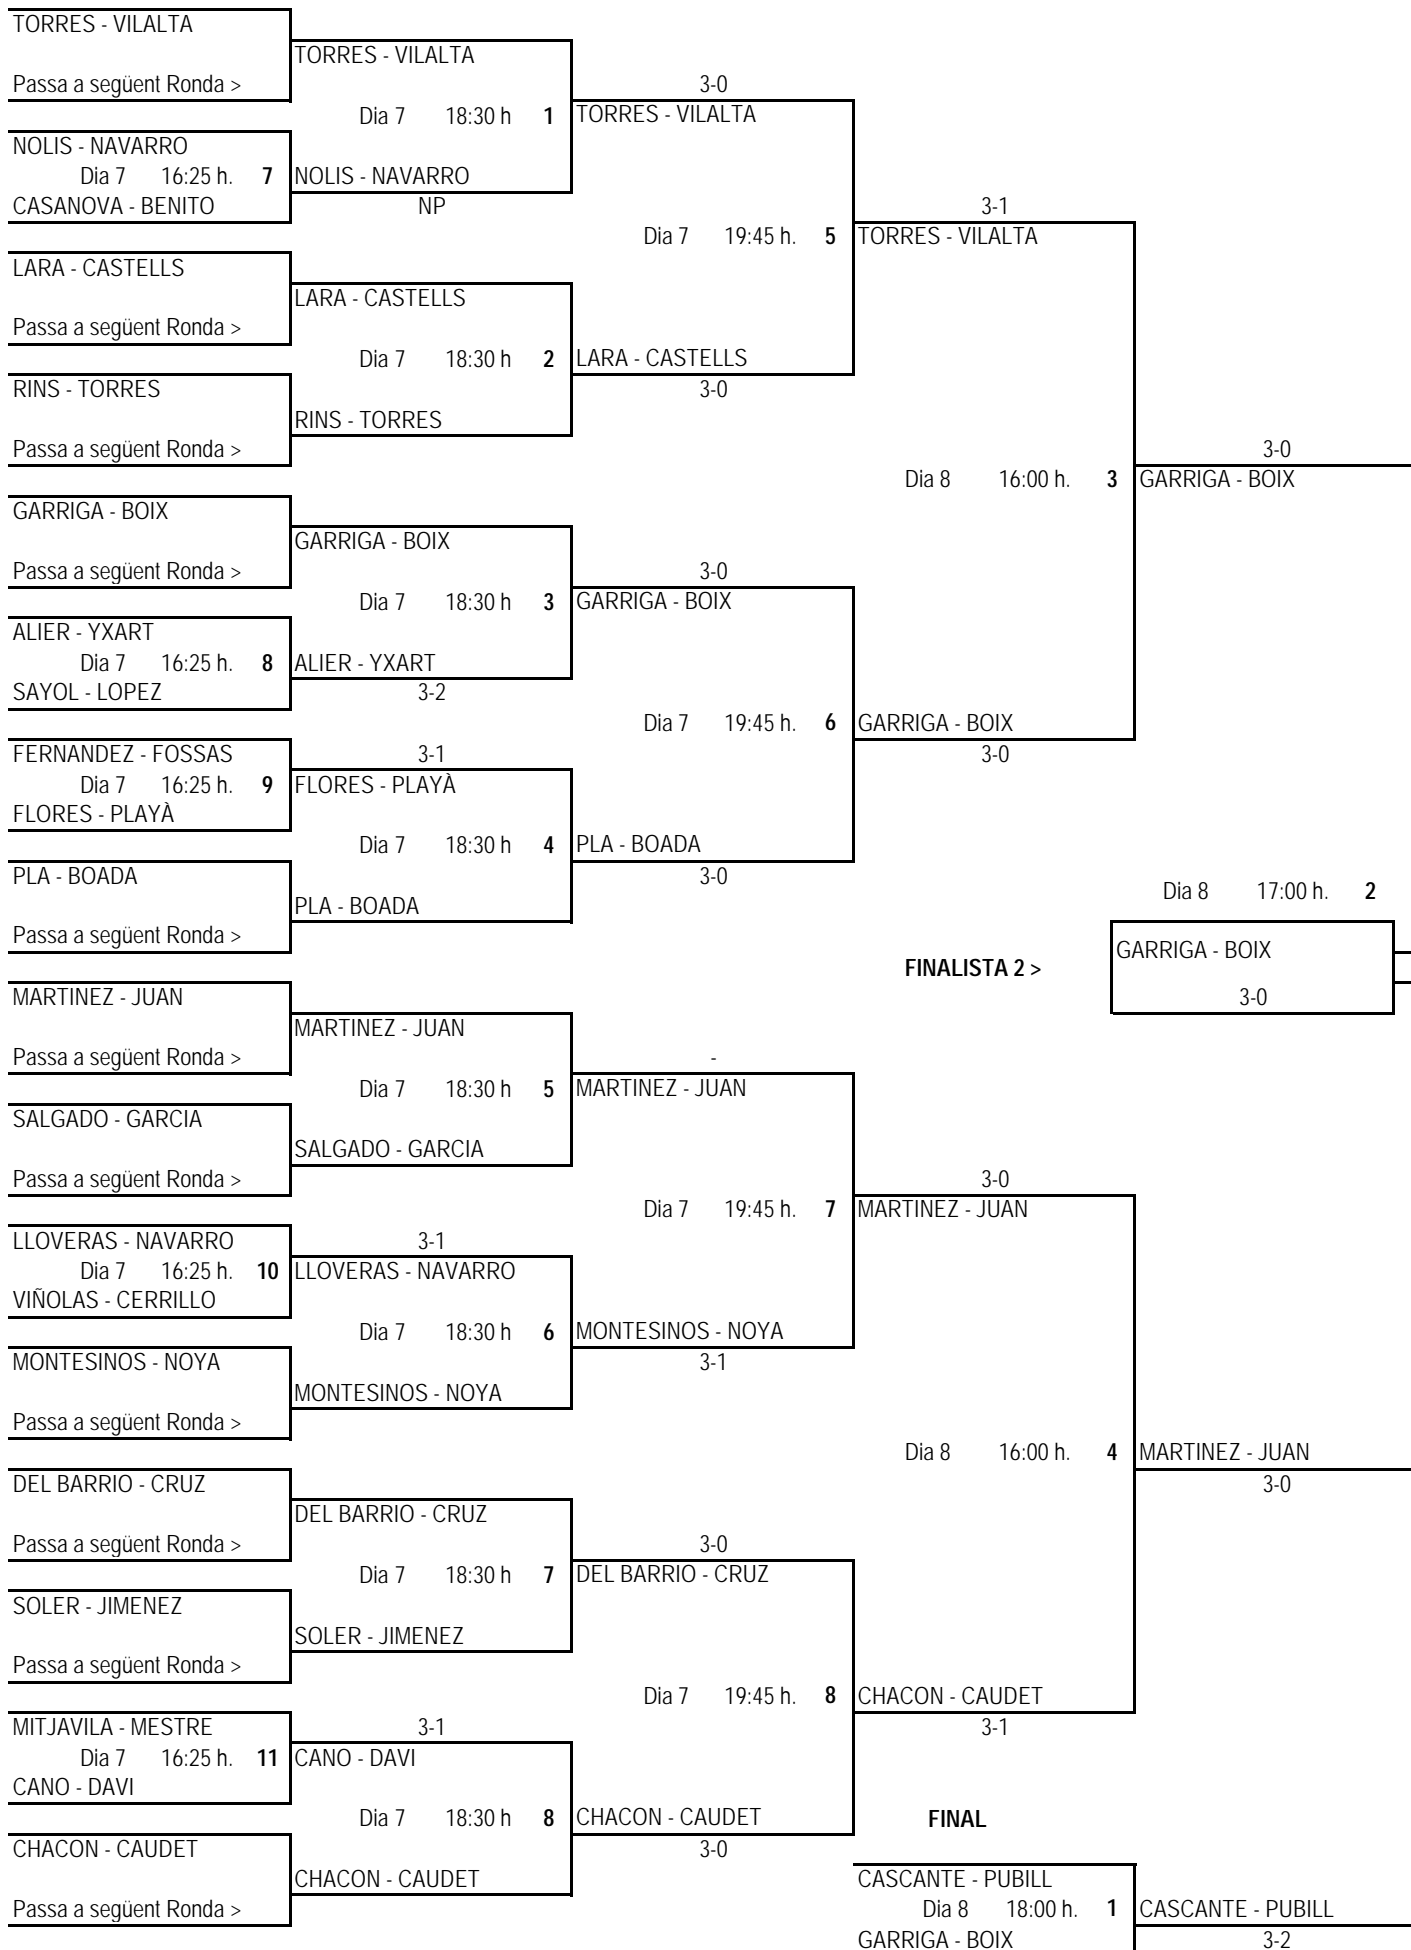 TORRES - VILALTA
TORRES - VILALTA
Passa a següent Ronda >
3-0
Dia 7 18:30 h 1 TORRES - VILALTA
NOLIS - NAVARRO
Dia 7 16:25 h. 7 NOLIS - NAVARRO
CASANOVA - BENITO
NP
3-1
Dia 7 19:45 h. 5 TORRES - VILALTA
LARA - CASTELLS
LARA - CASTELLS
Passa a següent Ronda >
Dia 7 18:30 h 2 LARA - CASTELLS
RINS - TORRES
3-0
RINS - TORRES
Passa a següent Ronda >
3-0
Dia 8 16:00 h. 3 GARRIGA - BOIX
GARRIGA - BOIX
GARRIGA - BOIX
Passa a següent Ronda >
3-0
Dia 7 18:30 h 3 GARRIGA - BOIX
ALIER - YXART
Dia 7 16:25 h. 8 ALIER - YXART
SAYOL - LOPEZ
3-2
Dia 7 19:45 h. 6 GARRIGA - BOIX
FERNANDEZ - FOSSAS
3-1
3-0
Dia 7 16:25 h. 9 FLORES - PLAYÀ
FLORES - PLAYÀ
Dia 7 18:30 h 4 PLA - BOADA
PLA - BOADA
3-0
Dia 8 17:00 h. 2
PLA - BOADA
Passa a següent Ronda >
GARRIGA - BOIX
FINALISTA 2 >
MARTINEZ - JUAN
3-0
MARTINEZ - JUAN
Passa a següent Ronda >
-
Dia 7 18:30 h 5 MARTINEZ - JUAN
SALGADO - GARCIA
SALGADO - GARCIA
Passa a següent Ronda >
3-0
Dia 7 19:45 h. 7 MARTINEZ - JUAN
LLOVERAS - NAVARRO
3-1
Dia 7 16:25 h. 10 LLOVERAS - NAVARRO
VIÑOLAS - CERRILLO
Dia 7 18:30 h 6 MONTESINOS - NOYA
MONTESINOS - NOYA
3-1
MONTESINOS - NOYA
Passa a següent Ronda >
Dia 8 16:00 h. 4 MARTINEZ - JUAN
DEL BARRIO - CRUZ
3-0
DEL BARRIO - CRUZ
Passa a següent Ronda >
3-0
Dia 7 18:30 h 7 DEL BARRIO - CRUZ
SOLER - JIMENEZ
SOLER - JIMENEZ
Passa a següent Ronda >
Dia 7 19:45 h. 8 CHACON - CAUDET
MITJAVILA - MESTRE
3-1
3-1
Dia 7 16:25 h. 11 CANO - DAVI
CANO - DAVI
Dia 7 18:30 h 8 CHACON - CAUDET
FINAL
CHACON - CAUDET
3-0
CHACON - CAUDET
CASCANTE - PUBILL
Passa a següent Ronda >
Dia 8 18:00 h. 1 CASCANTE - PUBILL
GARRIGA - BOIX
3-2